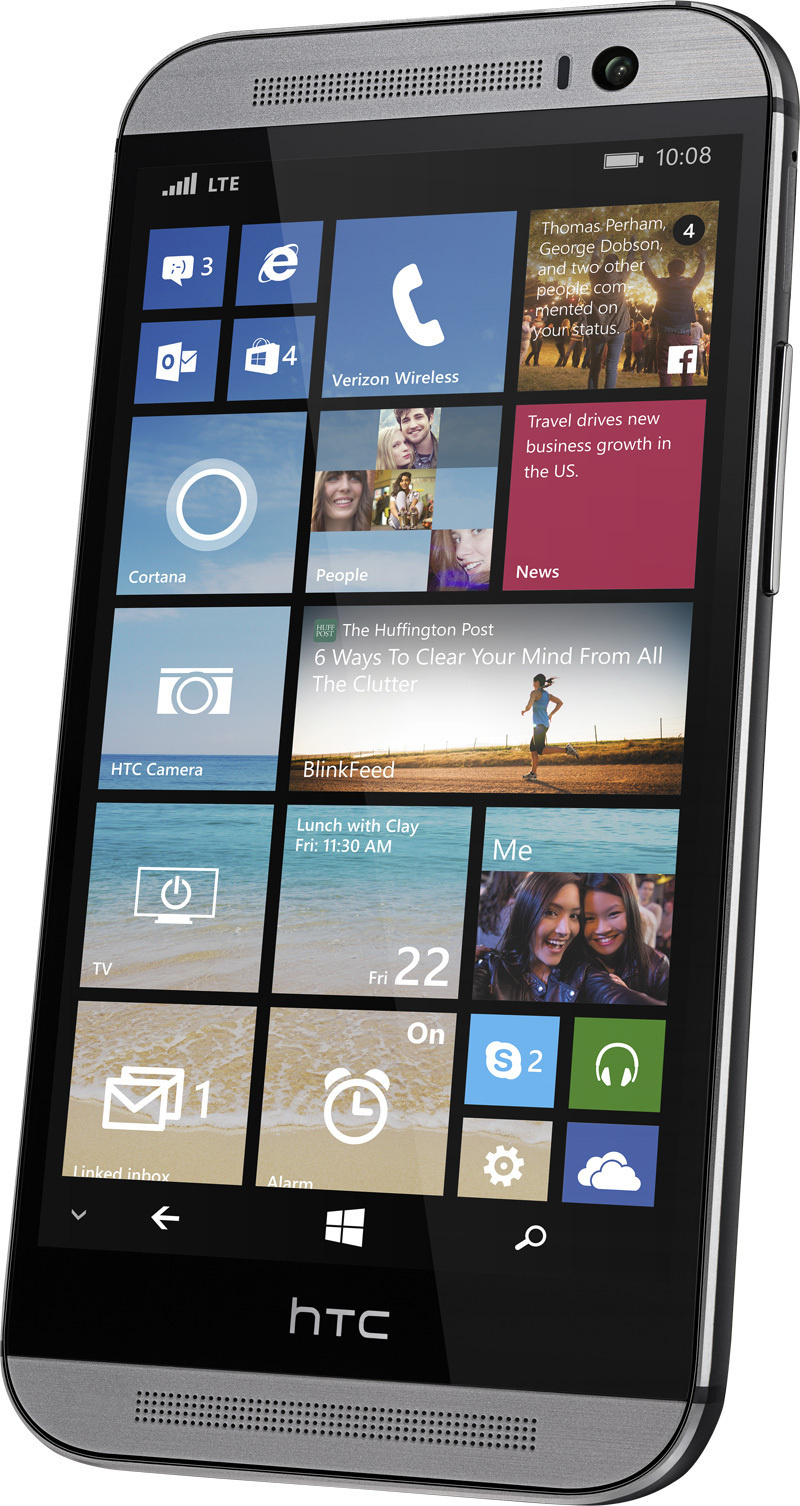 LTE
10:08
3
4
Verizon Wireless
Thomas Perham,
George Dobson,
and two other
people com-
mented on
your status.
4
Cortana
People
Travel drives new
business growth in
the US.
News
HTC Camera
HUFF
POST
The Huffington Post
6 Ways To Clear Your Mind From All
The Clutter
BlinkFeed
TV
Lunch with Clay
Fri: 11:30 AM
Fri 22
Me
1
Linked inbox
On
Alarm
S 2
hTC